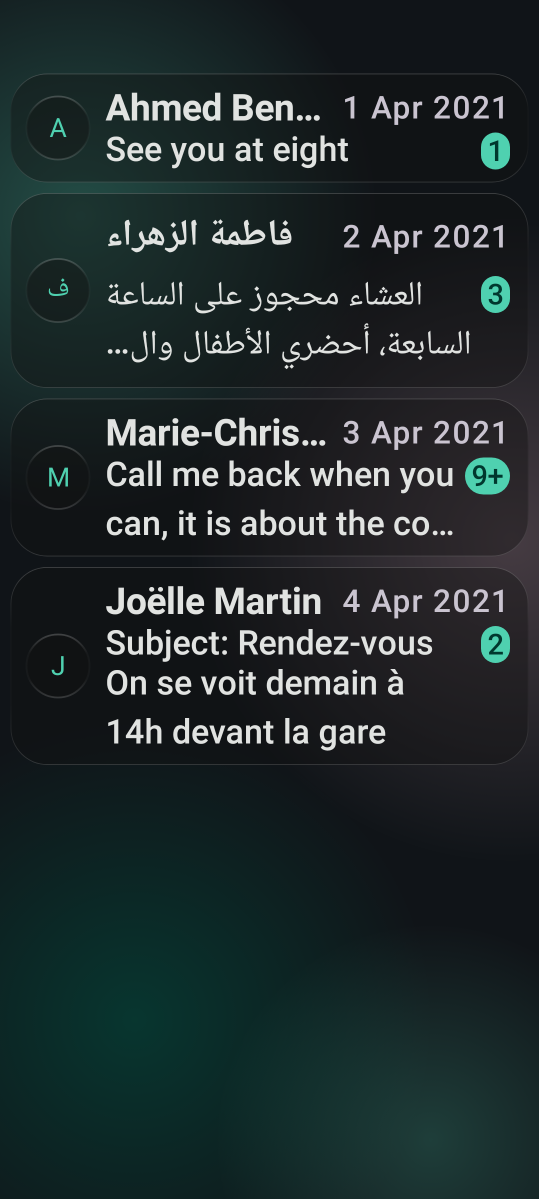 A
Ahmed Ben...
1 Apr 2021
See you at eight
1
ف
فاطمة الزهراء
2 Apr 2021
العشاء محجوز على الساعة
3
السابعة، أحضري الأطفال وال...
M
Marie-Chris...
3 Apr 2021
Call me back when you
9+
can, it is about the co...
J
Joëlle Martin
4 Apr 2021
Subject: Rendez-vous
2
On se voit demain à
14h devant la gare